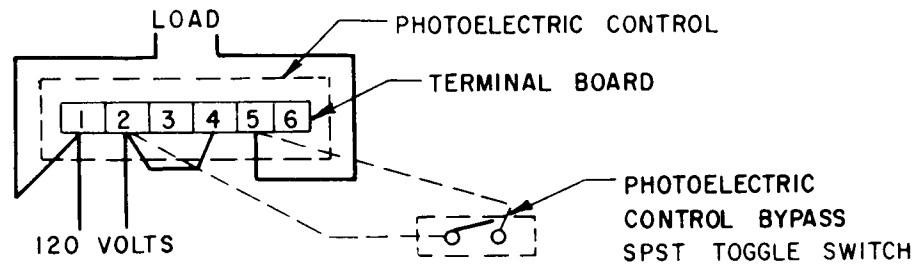 LOAD
PHOTOELECTRIC CONTROL
TERMINAL BOARD
1 2 3 4 5 6
PHOTOELECTRIC
CONTROL BYPASS
SPST TOGGLE SWITCH
120 VOLTS